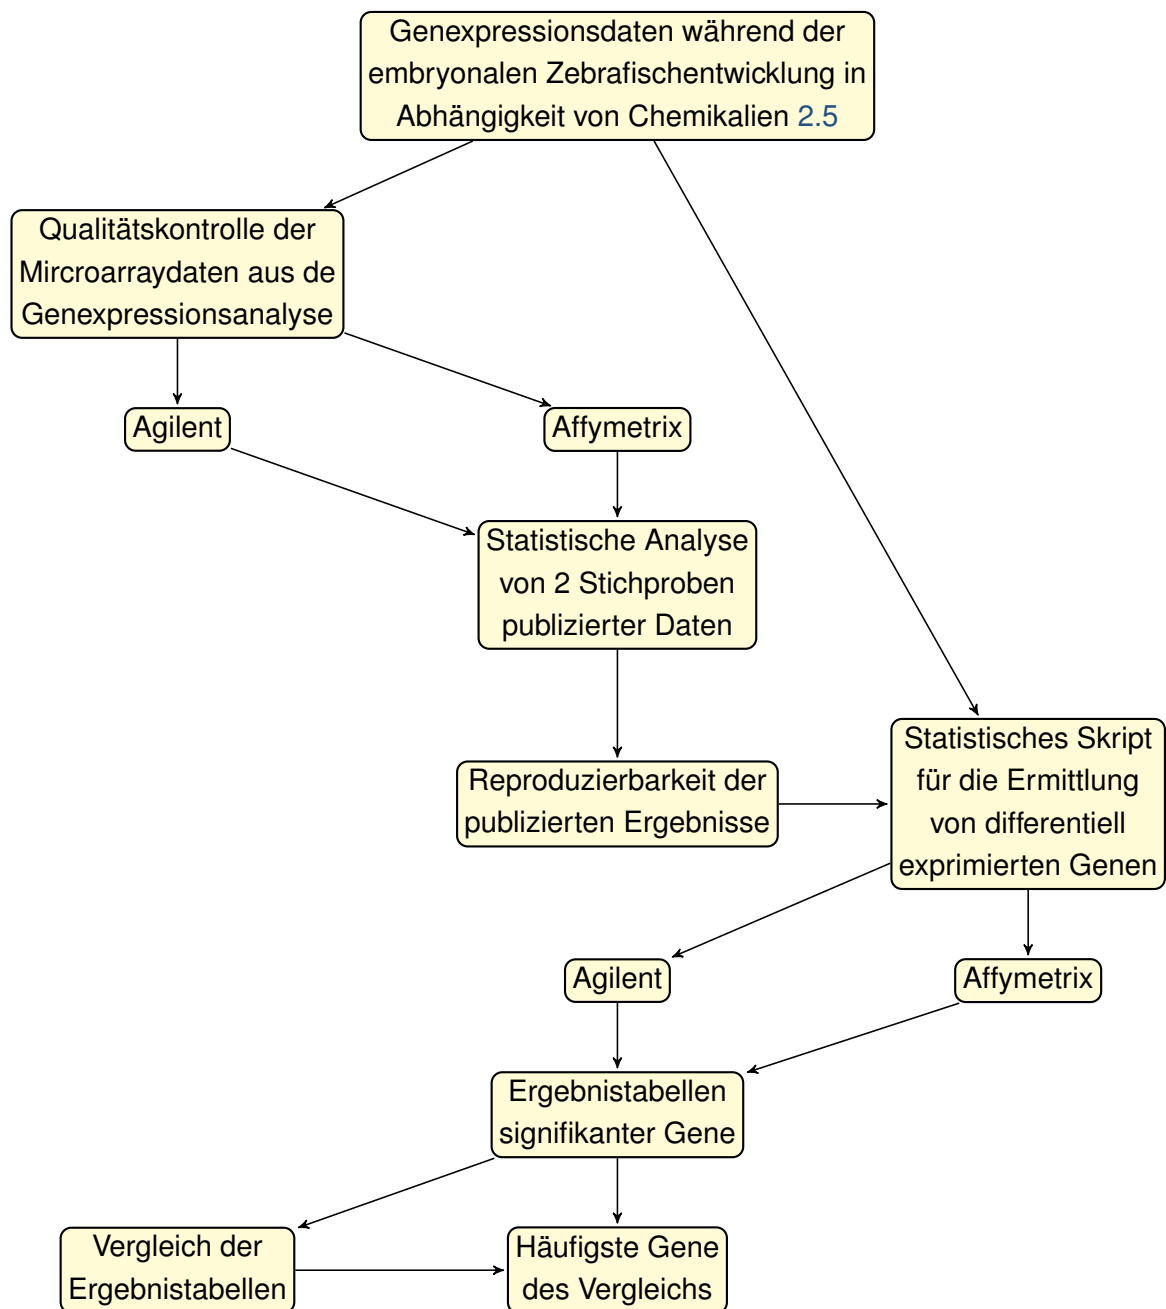 Genexpressionsdaten während der
embryonalen Zebrafischentwicklung in
Abhängigkeit von Chemikalien 2.5
Qualitätskontrolle der
Mircroarraydaten aus de
Genexpressionsanalyse
Agilent
Affymetrix
Statistische Analyse
von 2 Stichproben
publizierter Daten
Reproduzierbarkeit der
publizierten Ergebnisse
Statistisches Skript
für die Ermittlung
von differentiell
exprimierten Genen
Agilent
Affymetrix
Ergebnistabellen
signifikanter Gene
Vergleich der
Ergebnistabellen
Häufigste Gene
des Vergleichs